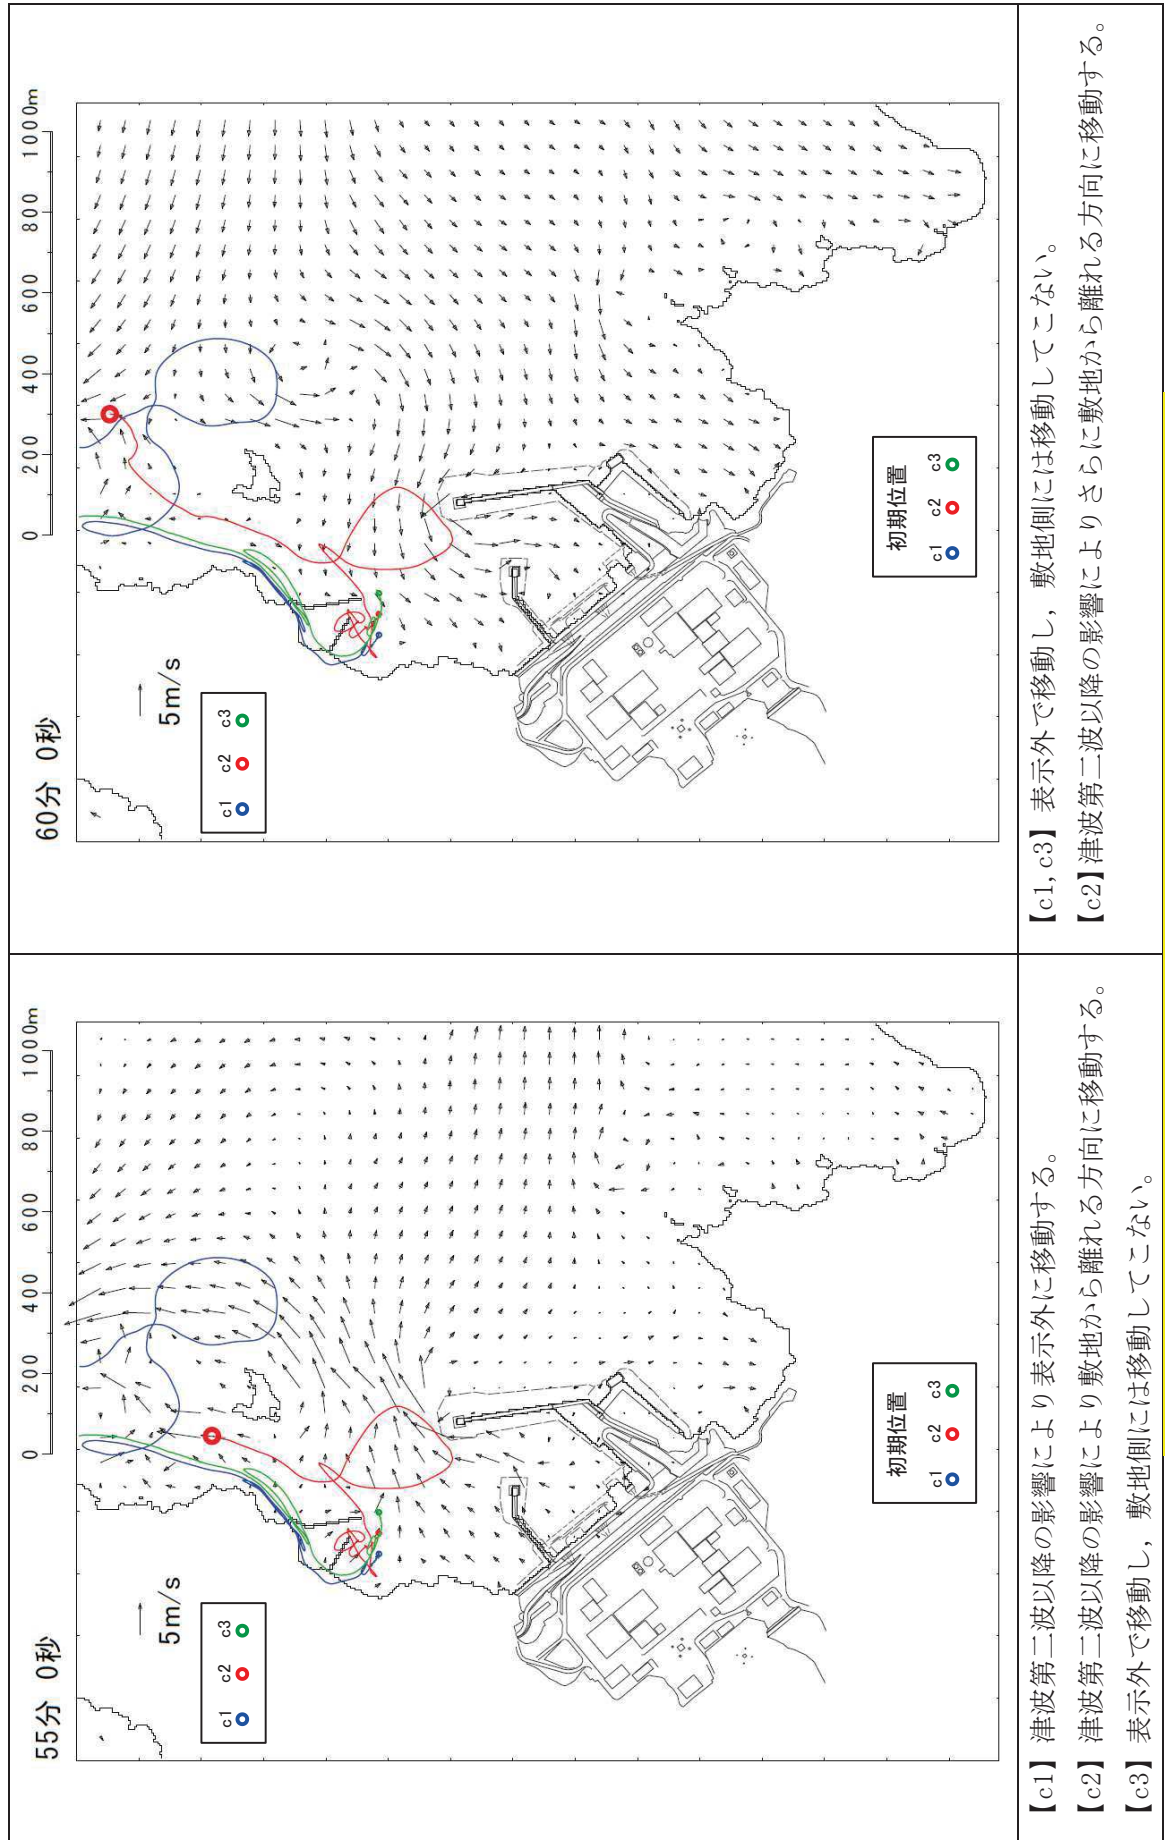 55分 0秒
0 200 400 600 800 1000m
5m/s
c1 c2 c3
初期位置
c1 c2 c3
【c1】 津波第二波以降の影響により表示外に移動する。
【c2】 津波第二波以降の影響により敷地から離れる方向に移動する。
【c3】 表示外で移動し，敷地側には移動してこない。
60分 0秒
0 200 400 600 800 1000m
5m/s
c1 c2 c3
初期位置
c1 c2 c3
【c1, c3】 表示外で移動し，敷地側には移動してこない。
【c2】津波第二波以降の影響によりさらに敷地から離れる方向に移動する。